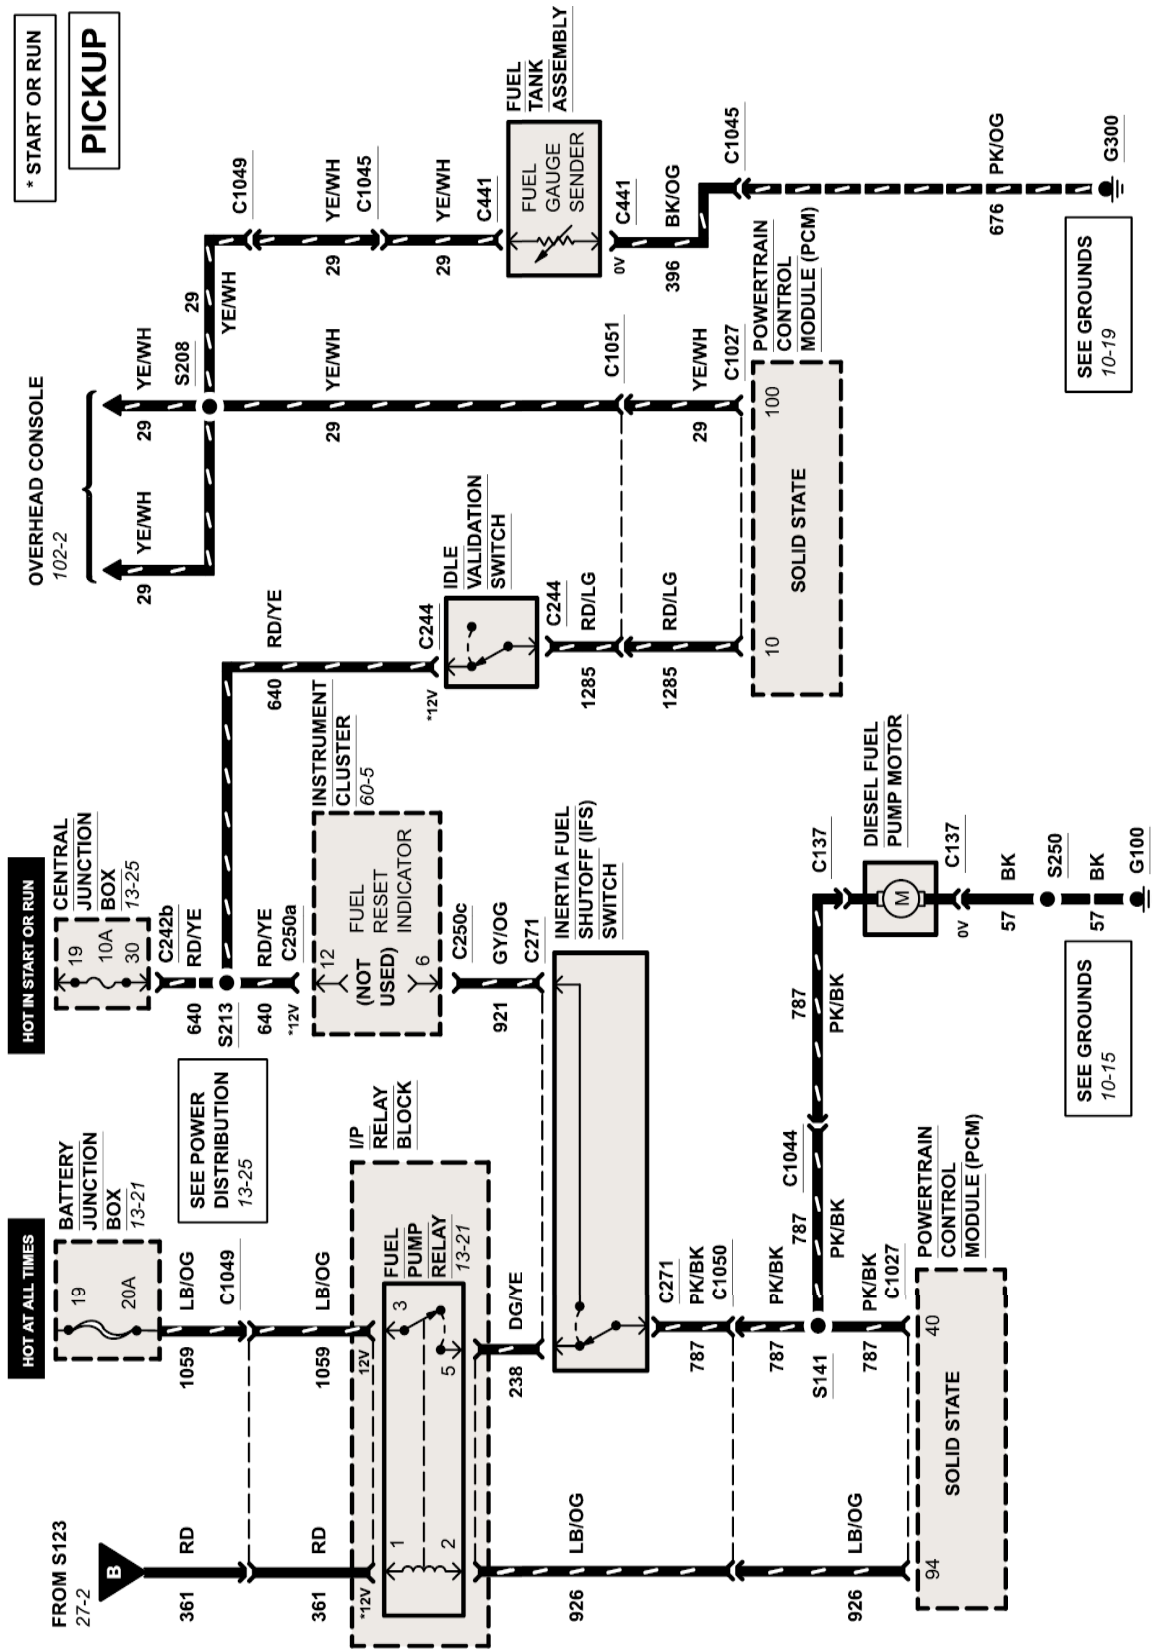 FROM S123
27-2
B
361
RD
361
RD
*12V
HOT AT ALL TIMES
BATTERY
JUNCTION
BOX
13-21
19
20A
1059
LB/OG
C1049
1059
LB/OG
12V
I/P
RELAY
BLOCK
FUEL
PUMP
RELAY
13-21
1
2
3
5
238
DG/YE
926
LB/OG
926
LB/OG
SEE POWER
DISTRIBUTION
13-25
HOT IN START OR RUN
CENTRAL
JUNCTION
BOX
13-25
19
10A
30
C242b
640
RD/YE
S213
640
RD/YE
C250a
*12V
12
FUEL
RESET
INDICATOR
(NOT
USED)
6
INSTRUMENT
CLUSTER
60-5
C250c
921
GY/OG
C271
INERTIA FUEL
SHUTOFF (IFS)
SWITCH
C271
787
PK/BK
C1050
787
PK/BK
S141
787
PK/BK
C1027
94
40
SOLID STATE
POWERTRAIN
CONTROL
MODULE (PCM)
787
PK/BK
C1044
787
PK/BK
C137
DIESEL FUEL
PUMP MOTOR
M
C137
0V
57
BK
S250
57
BK
G100
SEE GROUNDS
10-15
OVERHEAD CONSOLE
102-2
29
YE/WH
29
YE/WH
S208
29
YE/WH
640
RD/YE
C244
*12V
IDLE
VALIDATION
SWITCH
C244
1285
RD/LG
1285
RD/LG
29
YE/WH
C1051
29
YE/WH
C1027
10
100
SOLID STATE
POWERTRAIN
CONTROL
MODULE (PCM)
* START OR RUN
PICKUP
C1049
29
YE/WH
C1045
29
YE/WH
C441
FUEL
GAUGE
SENDER
FUEL
TANK
ASSEMBLY
C441
0V
396
BK/OG
C1045
676
PK/OG
G300
SEE GROUNDS
10-19